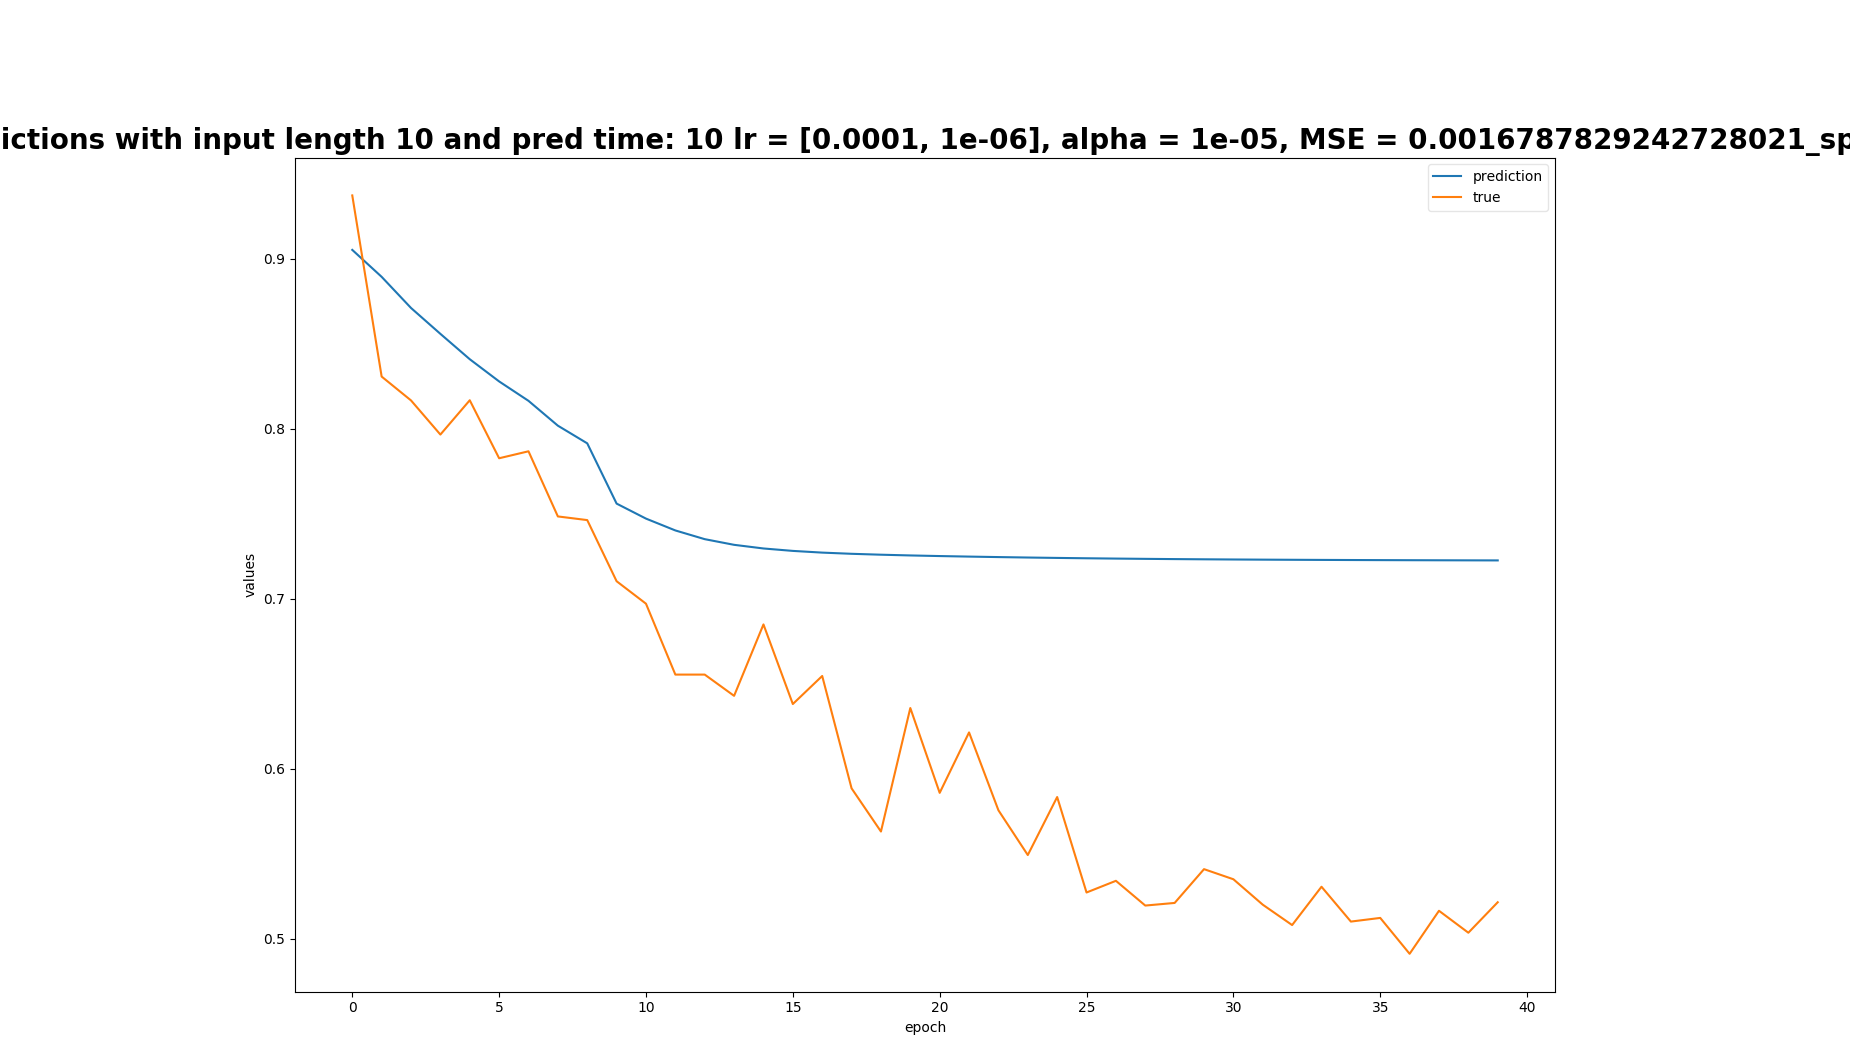 ictions with input length 10 and pred time: 10 lr = [0.0001, 1e-06], alpha = 1e-05, MSE = 0.0016787829242728021_sp
prediction
true
0.9
0.8
0.7
0.6
0.5
values
0 5 10 15 20 25 30 35 40
epoch